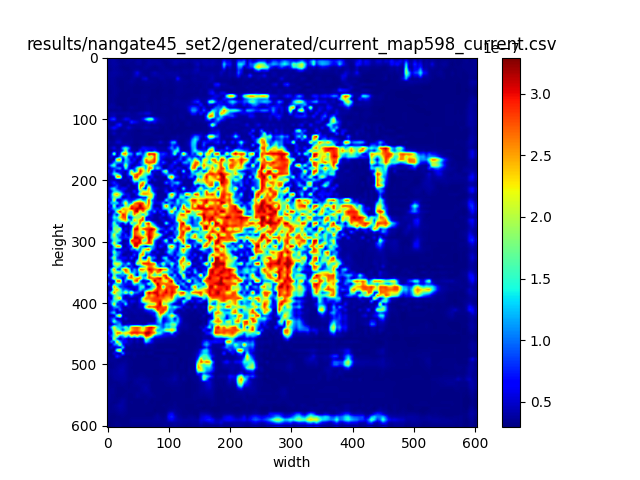 results/nangate45_set2/generated/current_map598_current.csv
1e−7
0
100
200
300
400
500
600
height
0 100 200 300 400 500 600
width
3.0
2.5
2.0
1.5
1.0
0.5